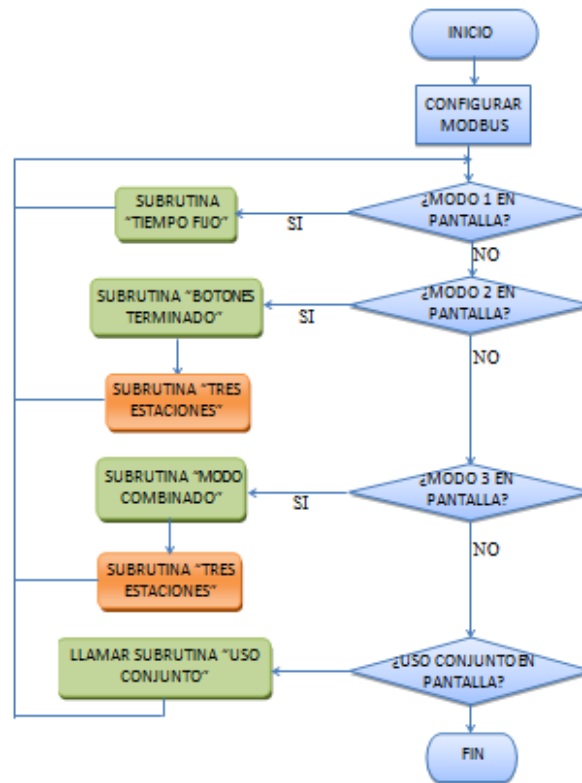 INICIO
CONFIGURAR
MODBUS
¿MODO 1 EN
PANTALLA?
SI
SUBRUTINA
“TIEMPO FIJO”
NO
¿MODO 2 EN
PANTALLA?
SI
SUBRUTINA “BOTONES
TERMINADO”
SUBRUTINA “TRES
ESTACIONES”
NO
¿MODO 3 EN
PANTALLA?
SI
SUBRUTINA “MODO
COMBINADO”
SUBRUTINA “TRES
ESTACIONES”
NO
¿USO CONJUNTO EN
PANTALLA?
LLAMAR SUBRUTINA “USO
CONJUNTO”
FIN